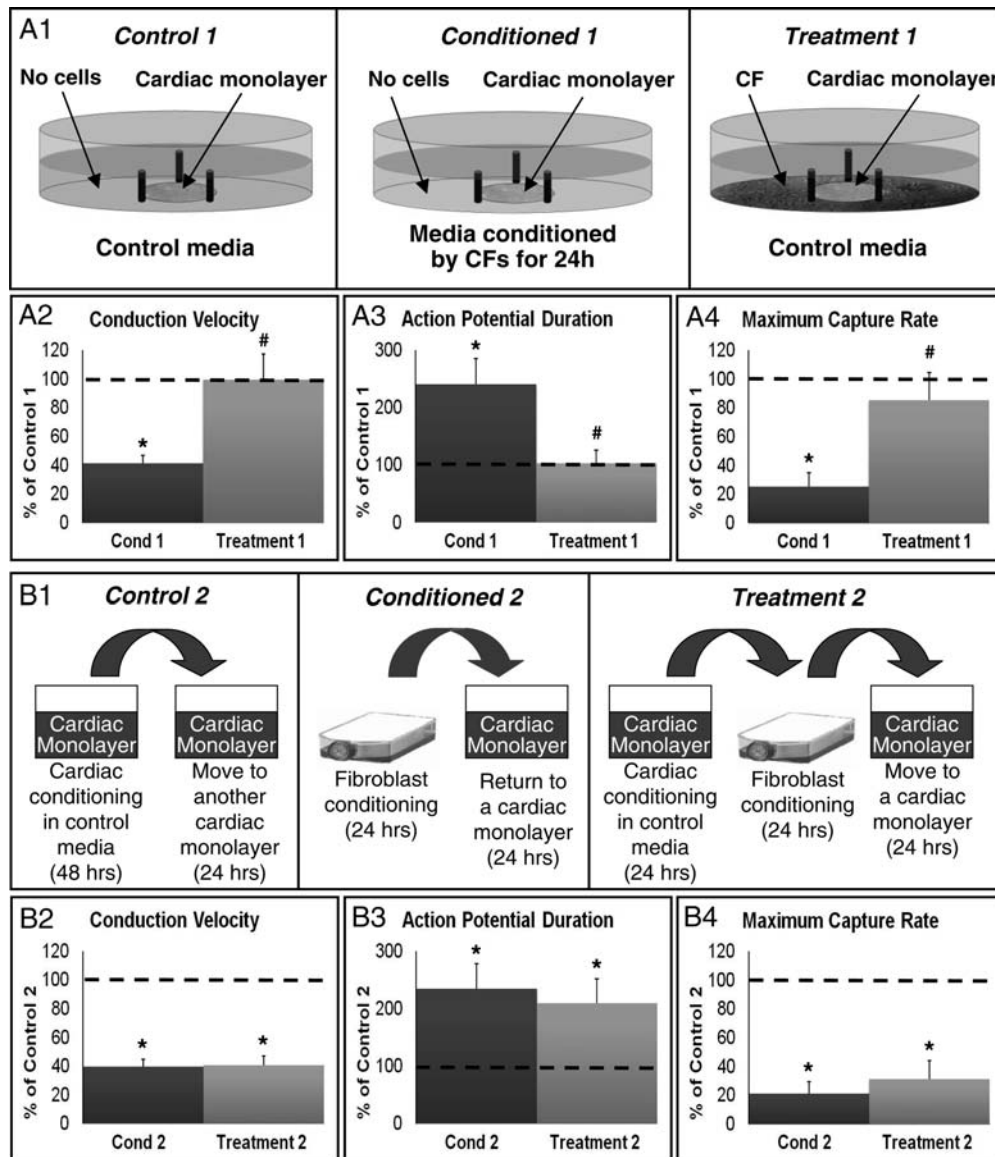 A1
Control 1
No cells
Cardiac monolayer
Control media
Conditioned 1
No cells
Cardiac monolayer
Media conditioned
by CFs for 24h
Treatment 1
CF
Cardiac monolayer
Control media
A2
Conduction Velocity
% of Control 1
120
100
80
60
40
20
0
*
#
Cond 1
Treatment 1
A3
Action Potential Duration
% of Control 1
300
200
100
0
*
#
Cond 1
Treatment 1
A4
Maximum Capture Rate
% of Control 1
120
100
80
60
40
20
0
*
#
Cond 1
Treatment 1
B1
Control 2
Cardiac
Monolayer
Cardiac
conditioning
in control
media
(48 hrs)
Cardiac
Monolayer
Move to
another
cardiac
monolayer
(24 hrs)
Conditioned 2
Fibroblast
conditioning
(24 hrs)
Cardiac
Monolayer
Return to
a cardiac
monolayer
(24 hrs)
Treatment 2
Cardiac
Monolayer
Cardiac
conditioning
in control
media
(24 hrs)
Fibroblast
conditioning
(24 hrs)
Cardiac
Monolayer
Move to
a cardiac
monolayer
(24 hrs)
B2
Conduction Velocity
% of Control 2
120
100
80
60
40
20
0
*
*
Cond 2
Treatment 2
B3
Action Potential Duration
% of Control 2
300
200
100
0
*
*
Cond 2
Treatment 2
B4
Maximum Capture Rate
% of Control 2
120
100
80
60
40
20
0
*
*
Cond 2
Treatment 2